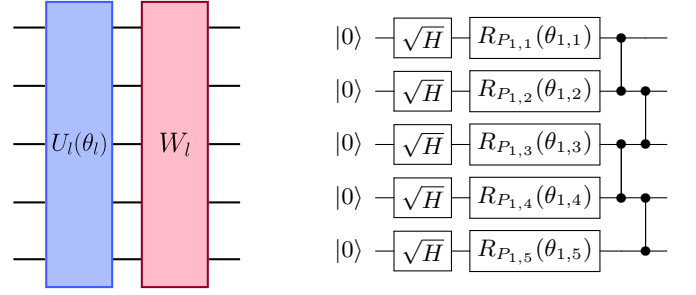 U_l(θ_l) W_l
|0⟩ √H R_{P_{1,1}}(θ_{1,1})
|0⟩ √H R_{P_{1,2}}(θ_{1,2})
|0⟩ √H R_{P_{1,3}}(θ_{1,3})
|0⟩ √H R_{P_{1,4}}(θ_{1,4})
|0⟩ √H R_{P_{1,5}}(θ_{1,5})